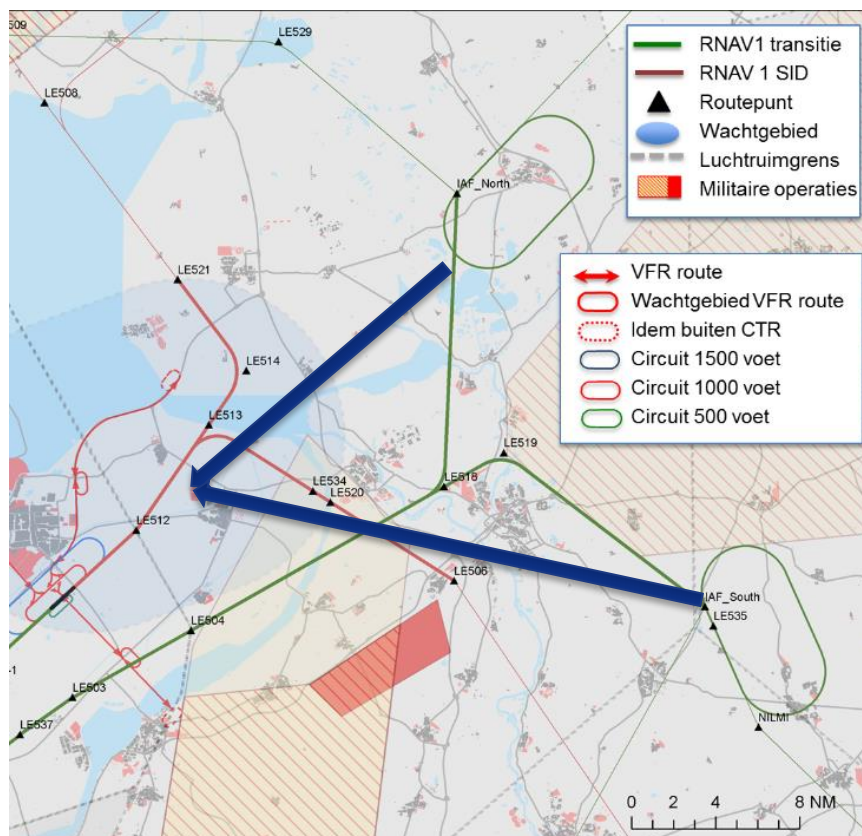 509
LE529
LE508
IAF_North
LE521
LE514
LE513
LE519
LE518
LE534
LE520
LE512
LE506
IAF_South
LE535
LE504
-1
LE503
LE537
NILMI
RNAV1 transitie
RNAV 1 SID
Routepunt
Wachtgebied
Luchtruimgrens
Militaire operaties
VFR route
Wachtgebied VFR route
Idem buiten CTR
Circuit 1500 voet
Circuit 1000 voet
Circuit 500 voet
0 2 4 8 NM